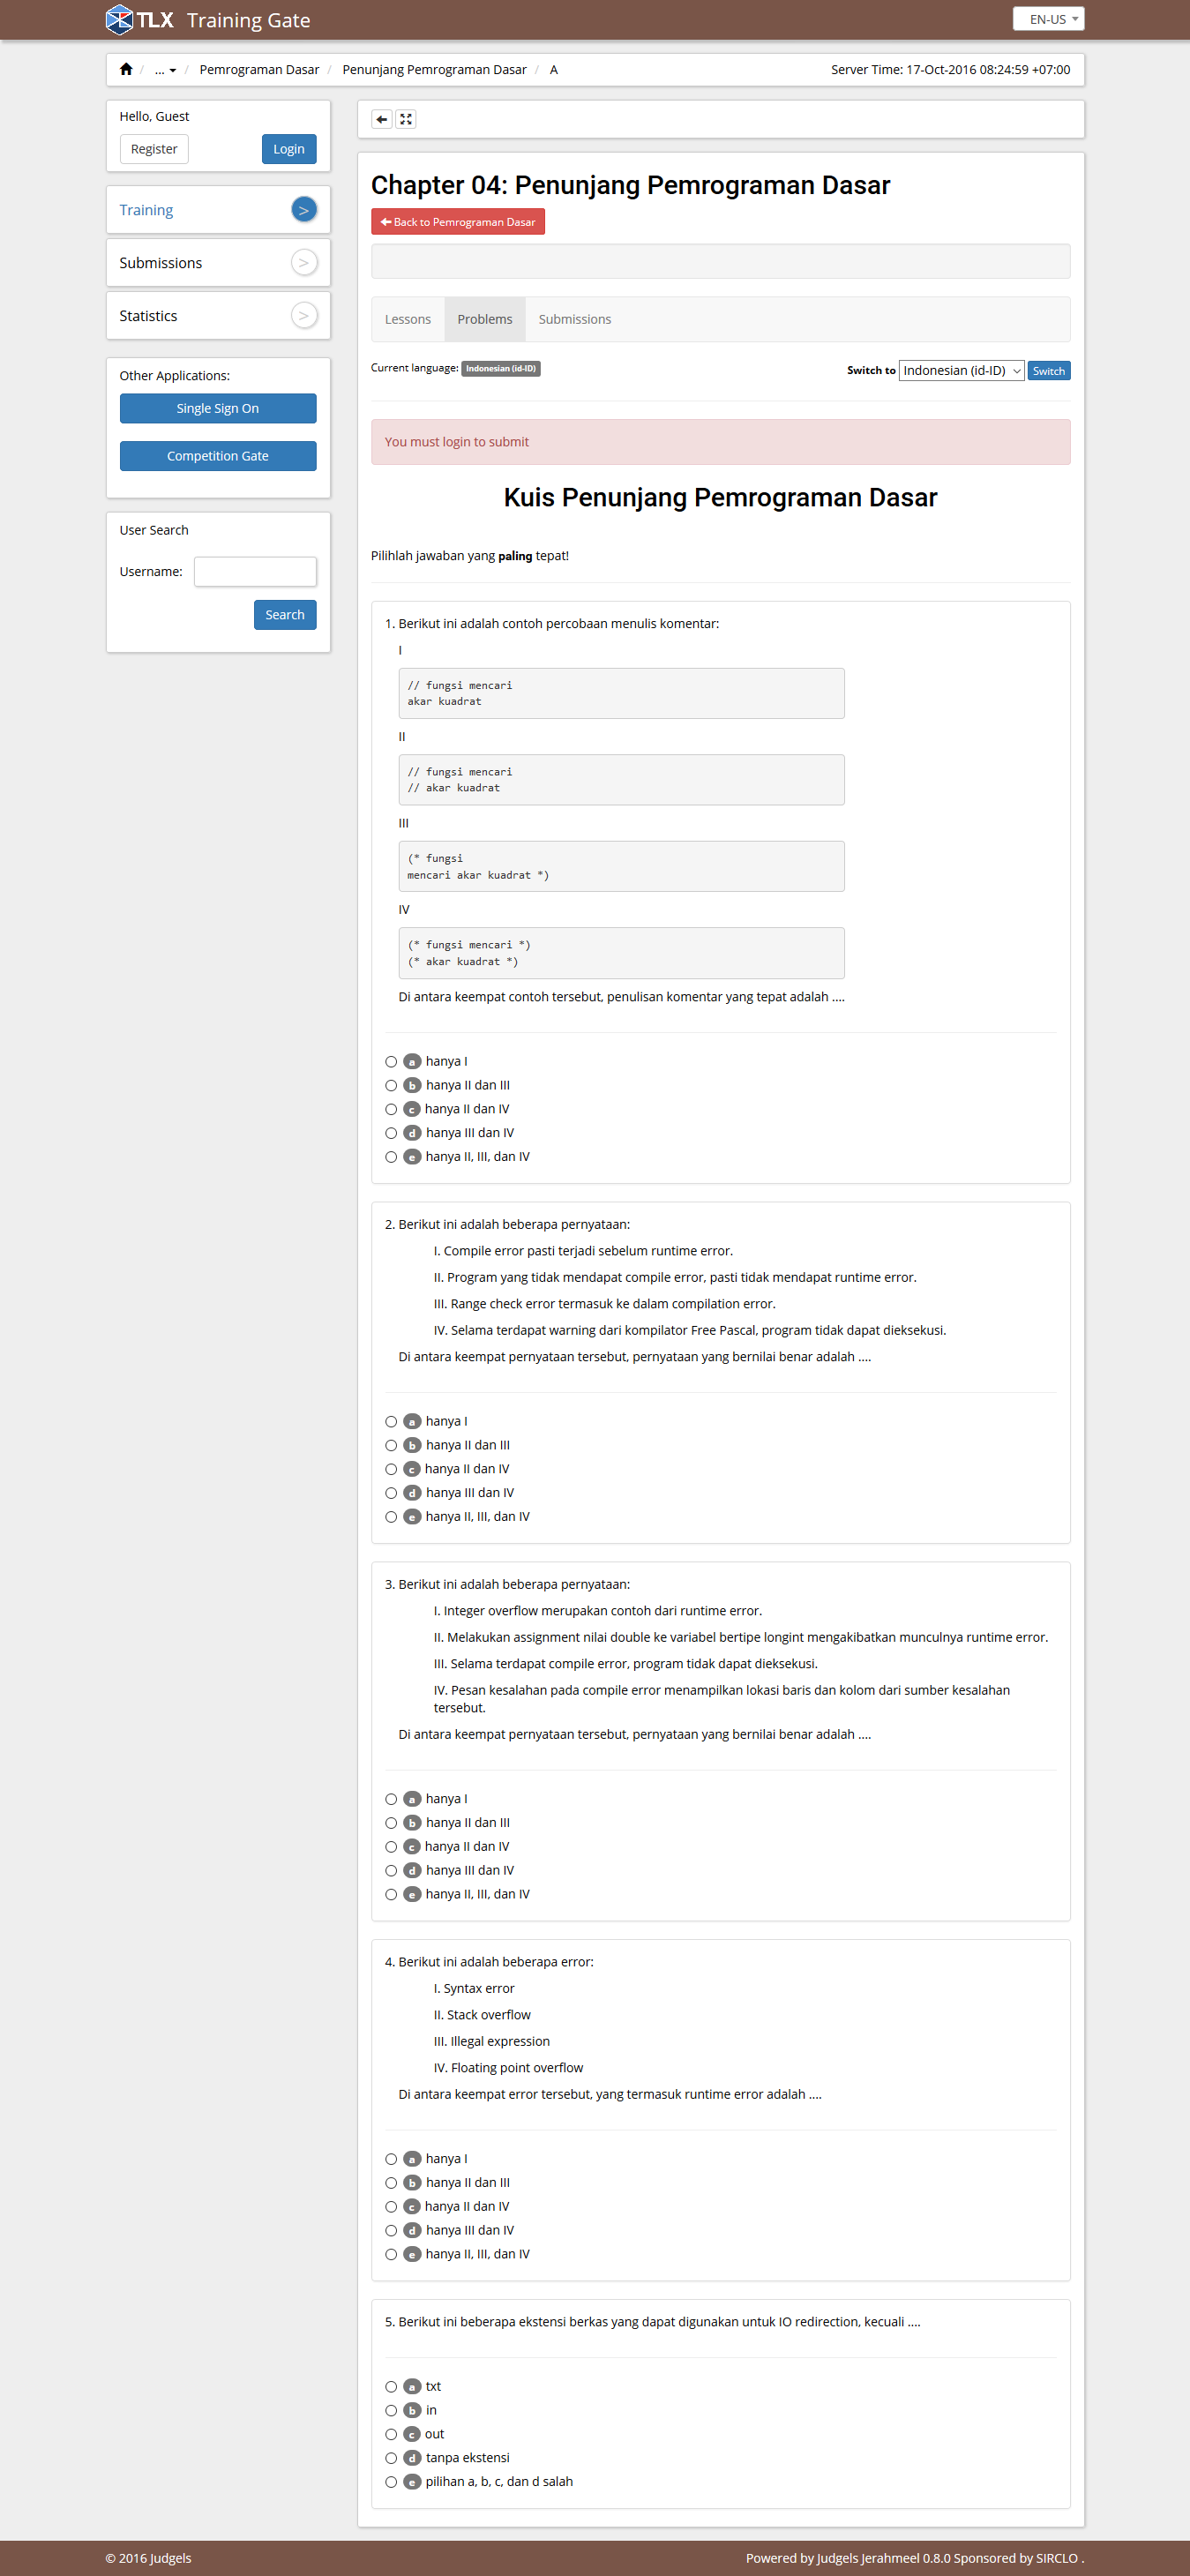 TLX Training Gate
EN-US
... Pemrograman Dasar / Penunjang Pemrograman Dasar / A
Server Time: 17-Oct-2016 08:24:59 +07:00
Hello, Guest
Register
Login
Training
Submissions
Statistics
Other Applications:
Single Sign On
Competition Gate
User Search
Username:
Search
Chapter 04: Penunjang Pemrograman Dasar
Back to Pemrograman Dasar
Lessons Problems Submissions
Current language: Indonesian (id-ID)
Switch to Indonesian (id-ID) Switch
You must login to submit
Kuis Penunjang Pemrograman Dasar
Pilihlah jawaban yang paling tepat!
1. Berikut ini adalah contoh percobaan menulis komentar:
I
// fungsi mencari
akar kuadrat
II
// fungsi mencari
// akar kuadrat
III
(* fungsi
mencari akar kuadrat *)
IV
(* fungsi mencari *)
(* akar kuadrat *)
Di antara keempat contoh tersebut, penulisan komentar yang tepat adalah ....
a hanya I
b hanya II dan III
c hanya II dan IV
d hanya III dan IV
e hanya II, III, dan IV
2. Berikut ini adalah beberapa pernyataan:
I. Compile error pasti terjadi sebelum runtime error.
II. Program yang tidak mendapat compile error, pasti tidak mendapat runtime error.
III. Range check error termasuk ke dalam compilation error.
IV. Selama terdapat warning dari kompilator Free Pascal, program tidak dapat dieksekusi.
Di antara keempat pernyataan tersebut, pernyataan yang bernilai benar adalah ....
a hanya I
b hanya II dan III
c hanya II dan IV
d hanya III dan IV
e hanya II, III, dan IV
3. Berikut ini adalah beberapa pernyataan:
I. Integer overflow merupakan contoh dari runtime error.
II. Melakukan assignment nilai double ke variabel bertipe longint mengakibatkan munculnya runtime error.
III. Selama terdapat compile error, program tidak dapat dieksekusi.
IV. Pesan kesalahan pada compile error menampilkan lokasi baris dan kolom dari sumber kesalahan
tersebut.
Di antara keempat pernyataan tersebut, pernyataan yang bernilai benar adalah ....
a hanya I
b hanya II dan III
c hanya II dan IV
d hanya III dan IV
e hanya II, III, dan IV
4. Berikut ini adalah beberapa error:
I. Syntax error
II. Stack overflow
III. Illegal expression
IV. Floating point overflow
Di antara keempat error tersebut, yang termasuk runtime error adalah ....
a hanya I
b hanya II dan III
c hanya II dan IV
d hanya III dan IV
e hanya II, III, dan IV
5. Berikut ini beberapa ekstensi berkas yang dapat digunakan untuk IO redirection, kecuali ....
a txt
b in
c out
d tanpa ekstensi
e pilihan a, b, c, dan d salah
© 2016 Judgels
Powered by Judgels Jerahmeel 0.8.0 Sponsored by SIRCLO .